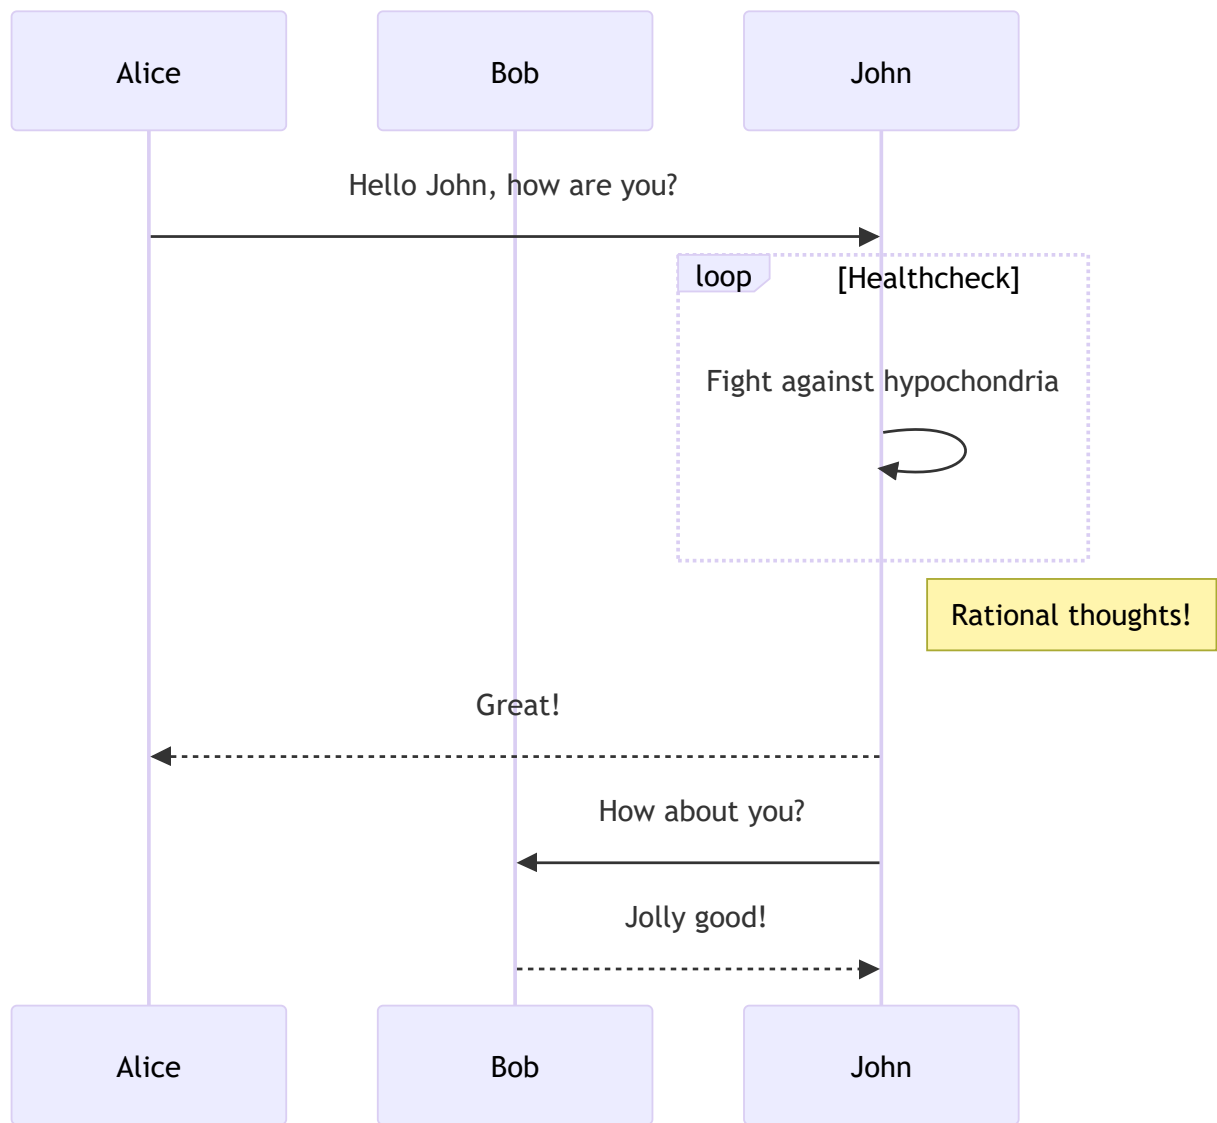 Alice
Bob
John
Hello John, how are you?
loop
[Healthcheck]
Fight against hypochondria
Rational thoughts!
Great!
How about you?
Jolly good!
Alice
Bob
John